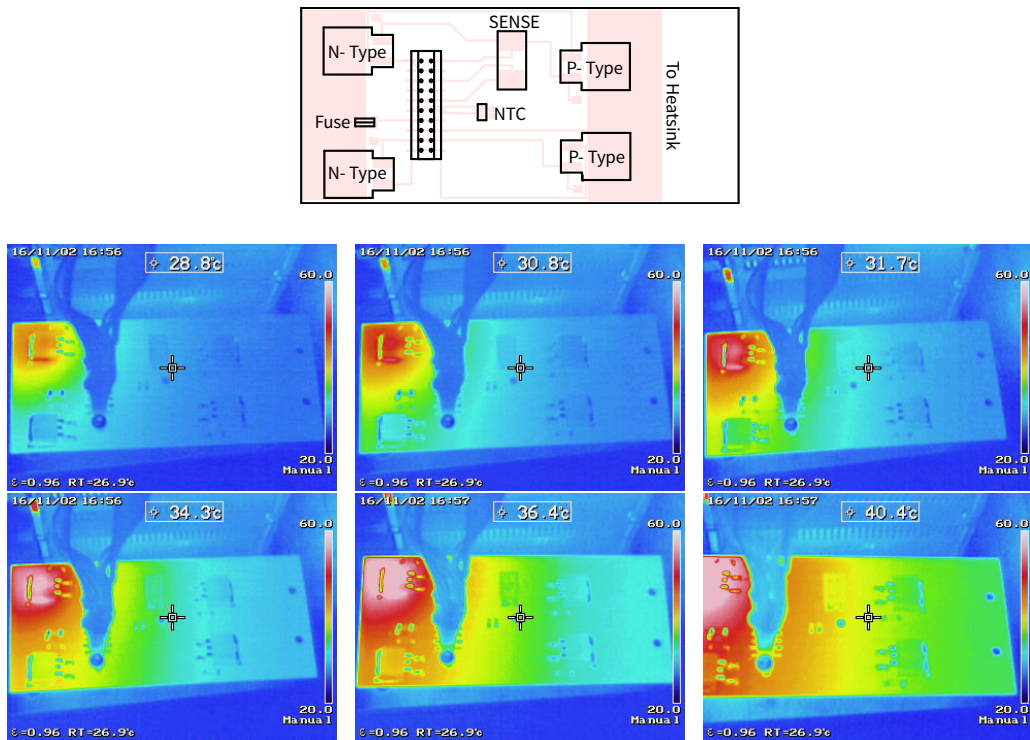 SENSE
N- Type
P- Type
To Heatsink
NTC
Fuse
P- Type
N- Type
16/11/02 16:56
28.8℃
60.0
20.0
Manual
ε=0.96 RT=26.9℃
16/11/02 16:56
30.8℃
60.0
20.0
Manual
ε=0.96 RT=26.9℃
16/11/02 16:56
31.7℃
60.0
20.0
Manual
ε=0.96 RT=26.9℃
16/11/02 16:56
34.3℃
60.0
20.0
Manual
ε=0.96 RT=26.9℃
16/11/02 16:57
36.4℃
60.0
20.0
Manual
ε=0.96 RT=26.9℃
16/11/02 16:57
40.4℃
60.0
20.0
Manual
ε=0.96 RT=26.9℃